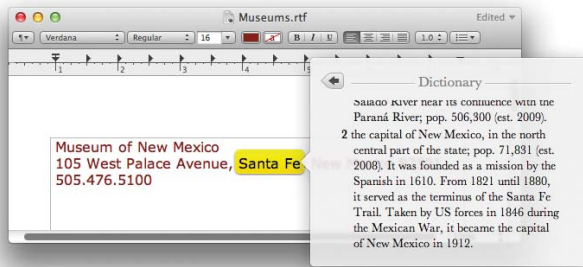 Museums.rtf
Edited
Verdana
Regular
16
B I U
1.0
1 2 3 4
Dictionary
Salado River near its confluence with the
Paraná River; pop. 506,300 (est. 2009).
2 the capital of New Mexico, in the north
central part of the state; pop. 71,831 (est.
2008). It was founded as a mission by the
Spanish in 1610. From 1821 until 1880,
it served as the terminus of the Santa Fe
Trail. Taken by US forces in 1846 during
the Mexican War, it became the capital
of New Mexico in 1912.
Museum of New Mexico
105 West Palace Avenue, Santa Fe New
505.476.5100